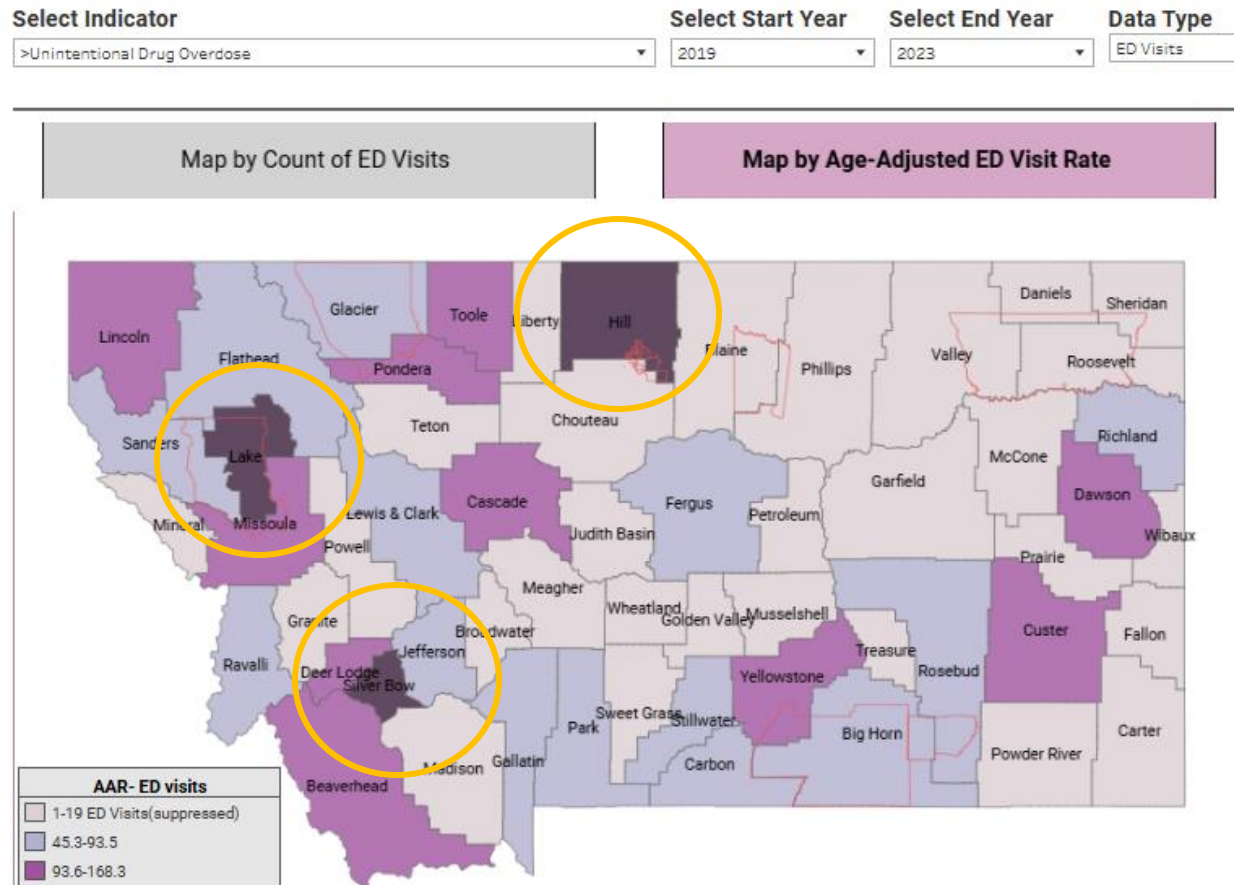 Select Indicator
Select Start Year
Select End Year
Data Type
>Unintentional Drug Overdose
2019
2023
ED Visits
Map by Count of ED Visits
Map by Age-Adjusted ED Visit Rate
Lincoln
Flathead
Glacier
Toole
Liberty
Hill
Blaine
Phillips
Valley
Daniels
Sheridan
Roosevelt
Pondera
Teton
Chouteau
Sanders
Lake
Mineral
Missoula
Powell
Lewis & Clark
Cascade
Judith Basin
Fergus
Petroleum
Garfield
McCone
Richland
Dawson
Wibaux
Prairie
Granite
Ravalli
Deer Lodge
Silver Bow
Jefferson
Broadwater
Meagher
Wheatland
Golden Valley
Musselshell
Treasure
Rosebud
Custer
Fallon
Beaverhead
Madison
Gallatin
Park
Sweet Grass
Stillwater
Carbon
Yellowstone
Big Horn
Powder River
Carter
AAR- ED visits
1-19 ED Visits(suppressed)
45.3-93.5
93.6-168.3